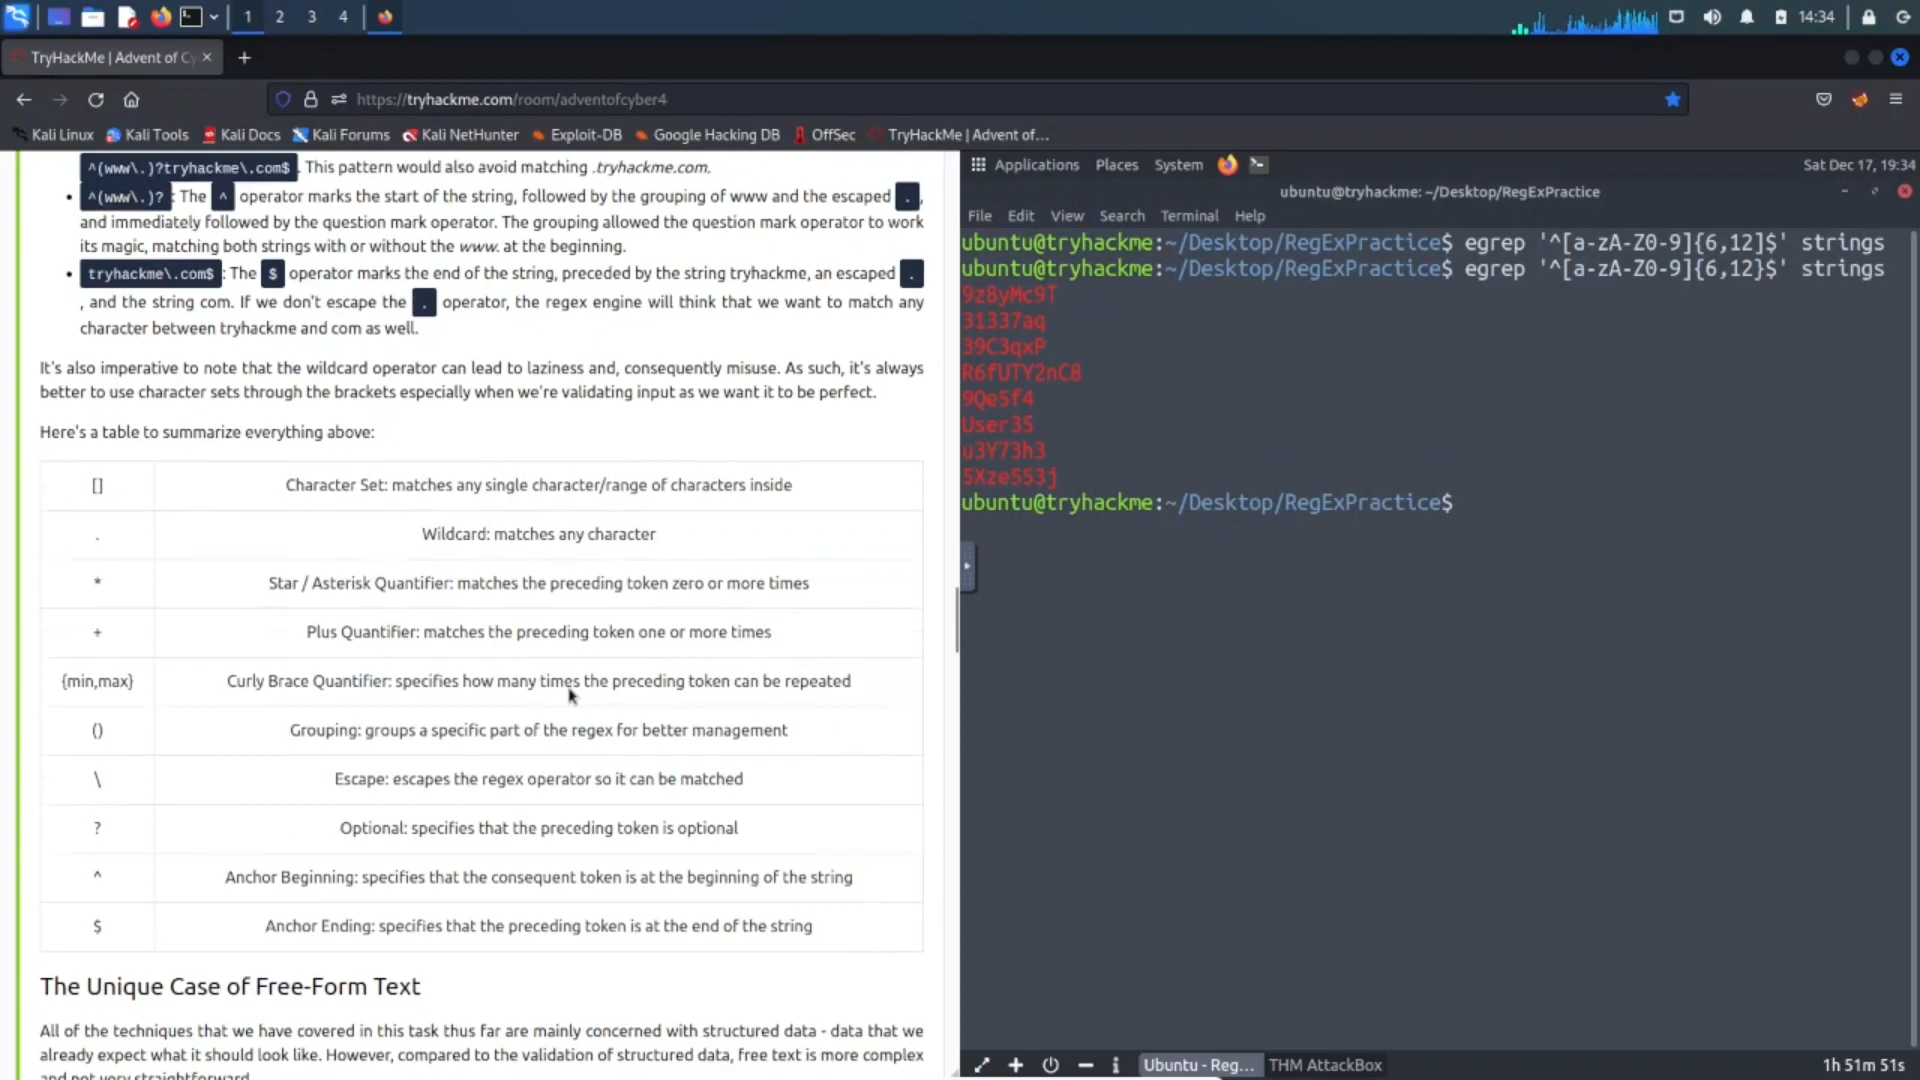 1 2 3 4 14:34
TryHackMe | Advent of Cy × +
https://tryhackme.com/room/adventofcyber4
Kali Linux Kali Tools Kali Docs Kali Forums Kali NetHunter Exploit-DB Google Hacking DB OffSec TryHackMe | Advent of...
^(www\.)?tryhackme\.com$ . This pattern would also avoid matching .tryhackme.com.
^(www\.)? : The ^ operator marks the start of the string, followed by the grouping of www and the escaped . ,
and immediately followed by the question mark operator. The grouping allowed the question mark operator to work
its magic, matching both strings with or without the www. at the beginning.
tryhackme\.com$ : The $ operator marks the end of the string, preceded by the string tryhackme, an escaped .
, and the string com. If we don't escape the . operator, the regex engine will think that we want to match any
character between tryhackme and com as well.
It's also imperative to note that the wildcard operator can lead to laziness and, consequently misuse. As such, it's always
better to use character sets through the brackets especially when we're validating input as we want it to be perfect.
Here's a table to summarize everything above:
[] Character Set: matches any single character/range of characters inside
. Wildcard: matches any character
* Star / Asterisk Quantifier: matches the preceding token zero or more times
+ Plus Quantifier: matches the preceding token one or more times
{min,max} Curly Brace Quantifier: specifies how many times the preceding token can be repeated
() Grouping: groups a specific part of the regex for better management
\ Escape: escapes the regex operator so it can be matched
? Optional: specifies that the preceding token is optional
^ Anchor Beginning: specifies that the consequent token is at the beginning of the string
$ Anchor Ending: specifies that the preceding token is at the end of the string
The Unique Case of Free-Form Text
All of the techniques that we have covered in this task thus far are mainly concerned with structured data - data that we
already expect what it should look like. However, compared to the validation of structured data, free text is more complex
and not very straightforward.
Applications Places System Sat Dec 17, 19:34
ubuntu@tryhackme: ~/Desktop/RegExPractice
File Edit View Search Terminal Help
ubuntu@tryhackme:~/Desktop/RegExPractice$ egrep '^[a-zA-Z0-9]{6,12]$' strings
ubuntu@tryhackme:~/Desktop/RegExPractice$ egrep '^[a-zA-Z0-9]{6,12}$' strings
9z8yMc9T
31337aq
39C3qxP
R6fUTY2nC8
9Qe5f4
User35
u3Y73h3
5Xze553j
ubuntu@tryhackme:~/Desktop/RegExPractice$
Ubuntu - Reg... THM AttackBox 1h 51m 51s